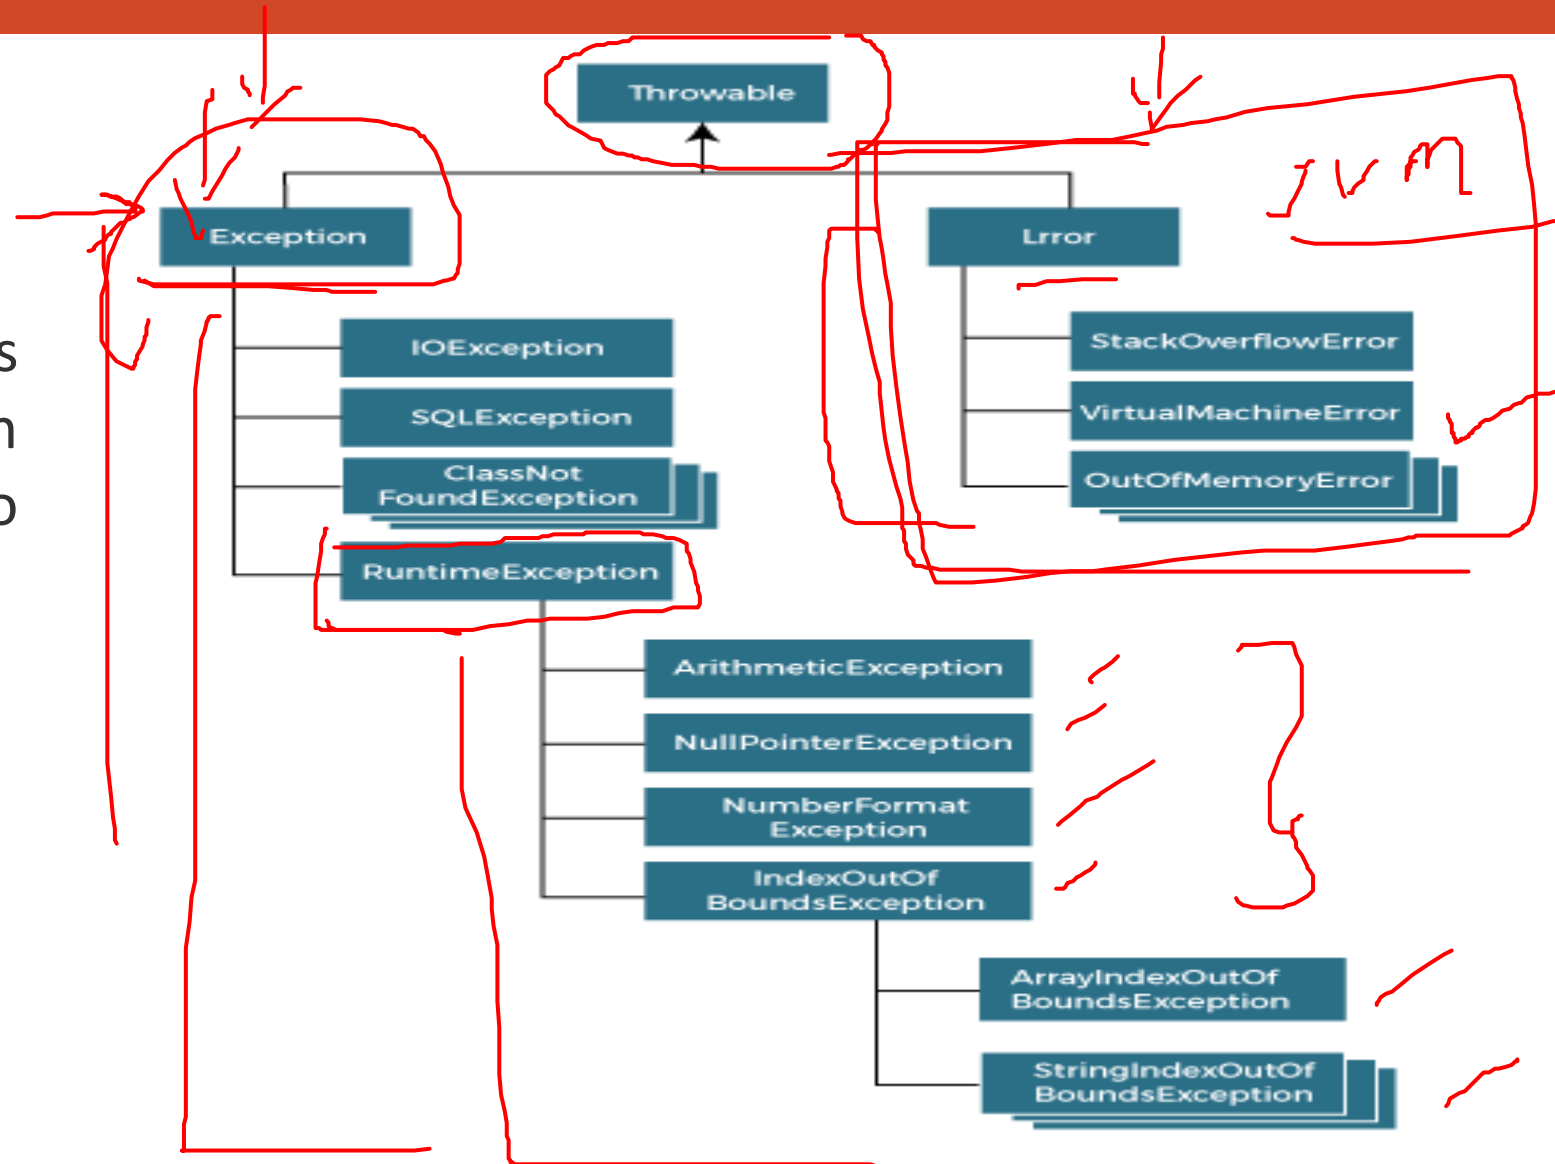 Throwable
Exception
Lrror
JVM
IOException
SQLException
ClassNot
FoundException
RuntimeException
StackOverflowError
VirtualMachineError
OutOfMemoryError
s
n
o
ArithmeticException
NullPointerException
NumberFormat
Exception
IndexOutOf
BoundsException
ArrayIndexOutOf
BoundsException
StringIndexOutOf
BoundsException